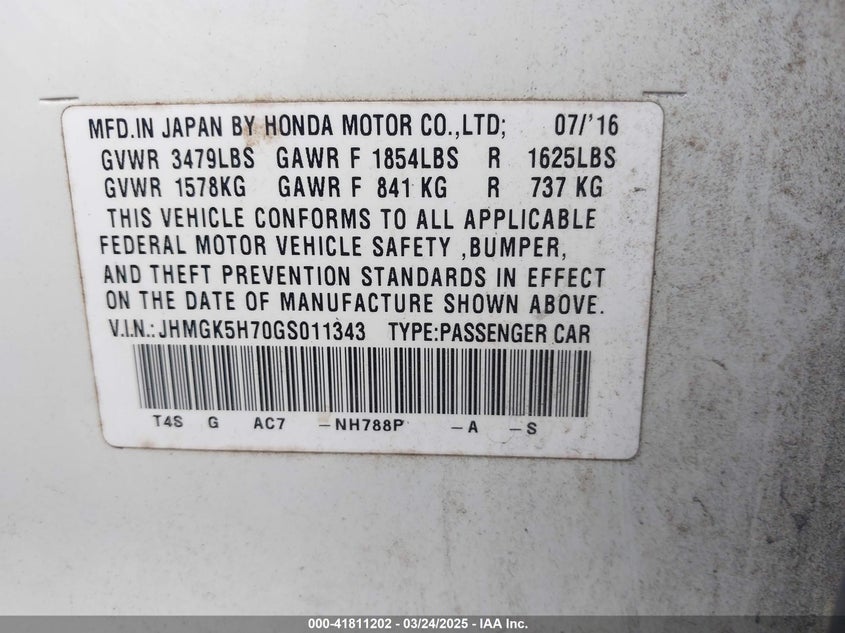 MFD.IN JAPAN BY HONDA MOTOR CO.,LTD; 07/'16
GVWR 3479LBS GAWR F 1854LBS R 1625LBS
GVWR 1578KG GAWR F 841 KG R 737 KG
THIS VEHICLE CONFORMS TO ALL APPLICABLE
FEDERAL MOTOR VEHICLE SAFETY ,BUMPER,
AND THEFT PREVENTION STANDARDS IN EFFECT
ON THE DATE OF MANUFACTURE SHOWN ABOVE.
V.I.N.:JHMGK5H70GS011343 TYPE:PASSENGER CAR
T4S G AC7 -NH788P -A -S
000-41811202 - 03/24/2025 - IAA Inc.